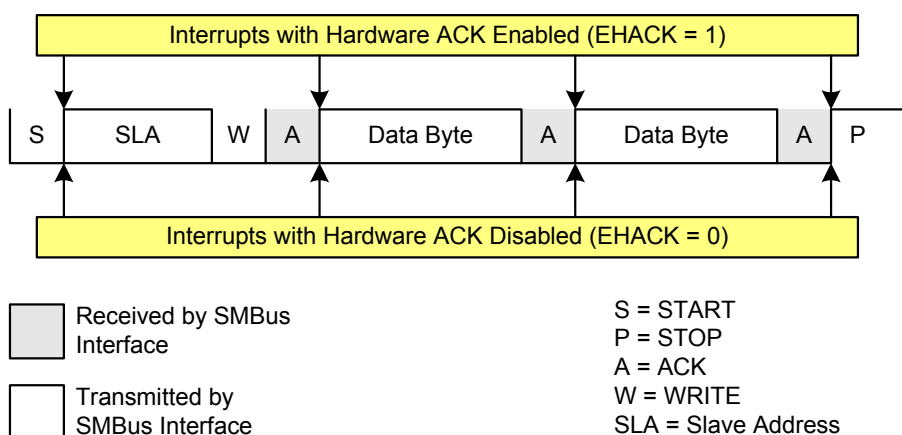 Interrupts with Hardware ACK Enabled (EHACK = 1)
S SLA W A Data Byte A Data Byte A P
Interrupts with Hardware ACK Disabled (EHACK = 0)
Received by SMBus
Interface
Transmitted by
SMBus Interface
S = START
P = STOP
A = ACK
W = WRITE
SLA = Slave Address